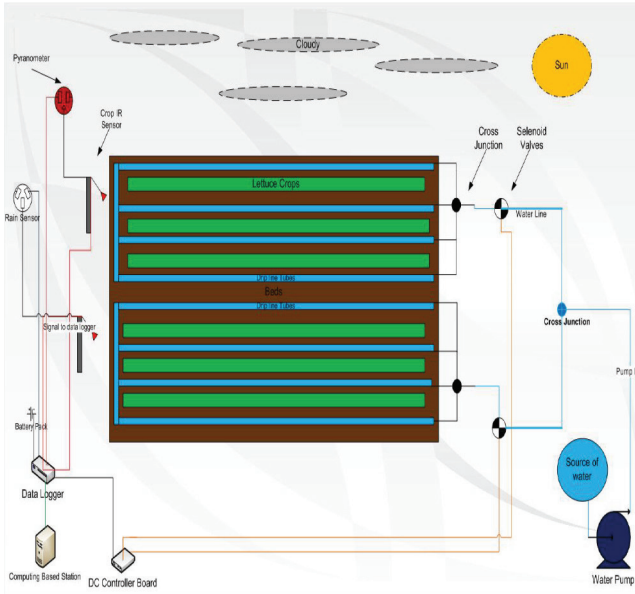 Cloudy
Sun
Pyranometer
Crop IR
Sensor
Cross
Junction
Selenoid
Valves
Lettuce Crops
Rain Sensor
Water Line
Drip line Tubes
Beds
Drip line Tubes
Cross Junction
Signal to data logger
Pump
Battery Pack
Source of
water
Data Logger
Computing Based Station
DC Controller Board
Water Pump